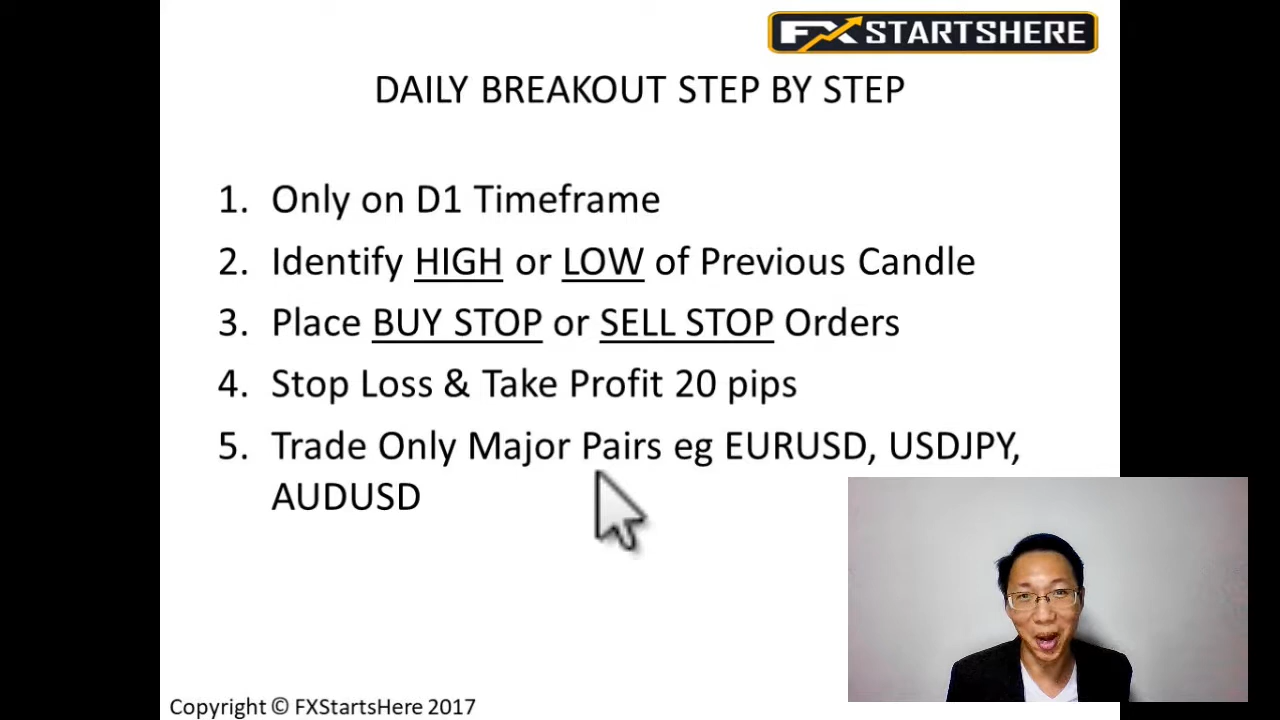 FX STARTSHERE
DAILY BREAKOUT STEP BY STEP
1. Only on D1 Timeframe
2. Identify HIGH or LOW of Previous Candle
3. Place BUY STOP or SELL STOP Orders
4. Stop Loss & Take Profit 20 pips
5. Trade Only Major Pairs eg EURUSD, USDJPY,
AUDUSD
Copyright © FXStartsHere 2017